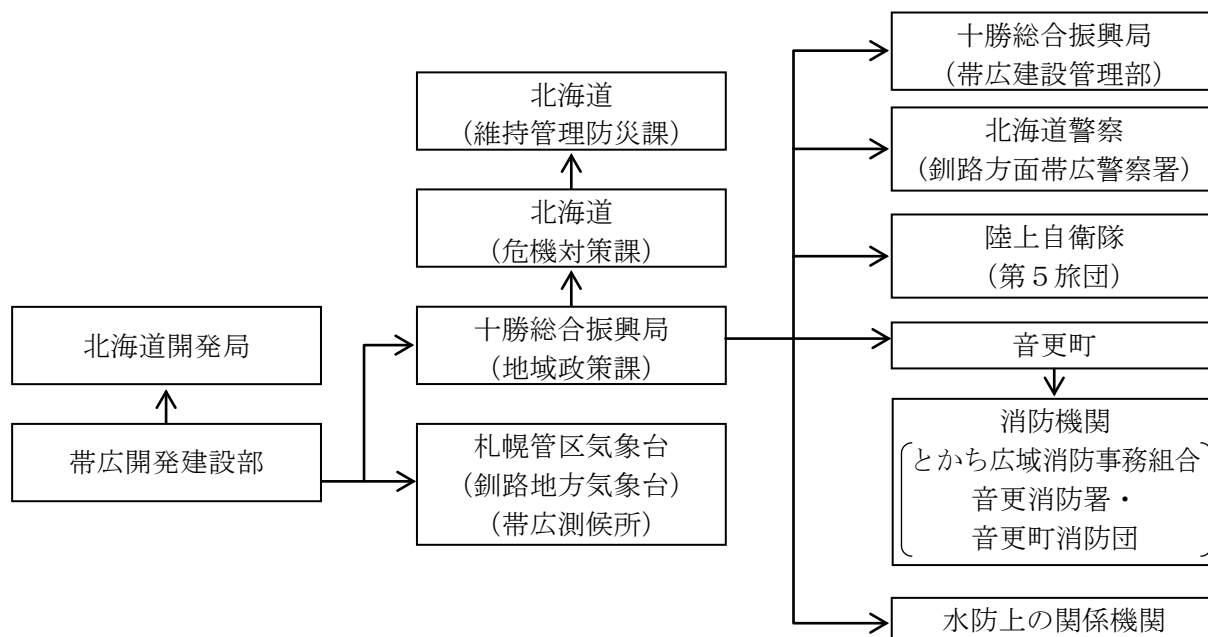 北海道開発局
帯広開発建設部
北海道
(維持管理防災課)
北海道
(危機対策課)
十勝総合振興局
(地域政策課)
札幌管区気象台
(釧路地方気象台)
(帯広測候所)
十勝総合振興局
(帯広建設管理部)
北海道警察
(釧路方面帯広警察署)
陸上自衛隊
(第5旅団)
音更町
消防機関
とかち広域消防事務組合
音更消防署・
音更町消防団
水防上の関係機関